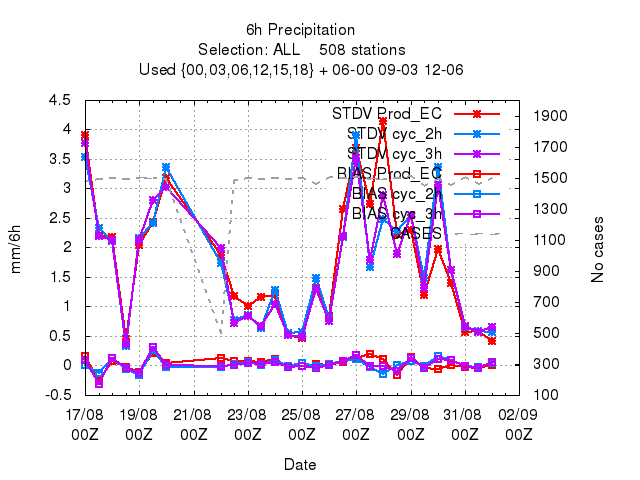 6h Precipitation
Selection: ALL 508 stations
Used {00,03,06,12,15,18} + 06-00 09-03 12-06
4.5
4
3.5
3
2.5
2
1.5
1
0.5
0
-0.5
mm/6h
STDV Prod_EC
STDV cyc_2h
STDV cyc_3h
BIAS Prod_EC
BIAS cyc_2h
BIAS cyc_3h
CASES
1900
1700
1500
1300
1100
900
700
500
300
100
No cases
17/08 19/08 21/08 23/08 25/08 27/08 29/08 31/08 02/09
00Z 00Z 00Z 00Z 00Z 00Z 00Z 00Z 00Z
Date